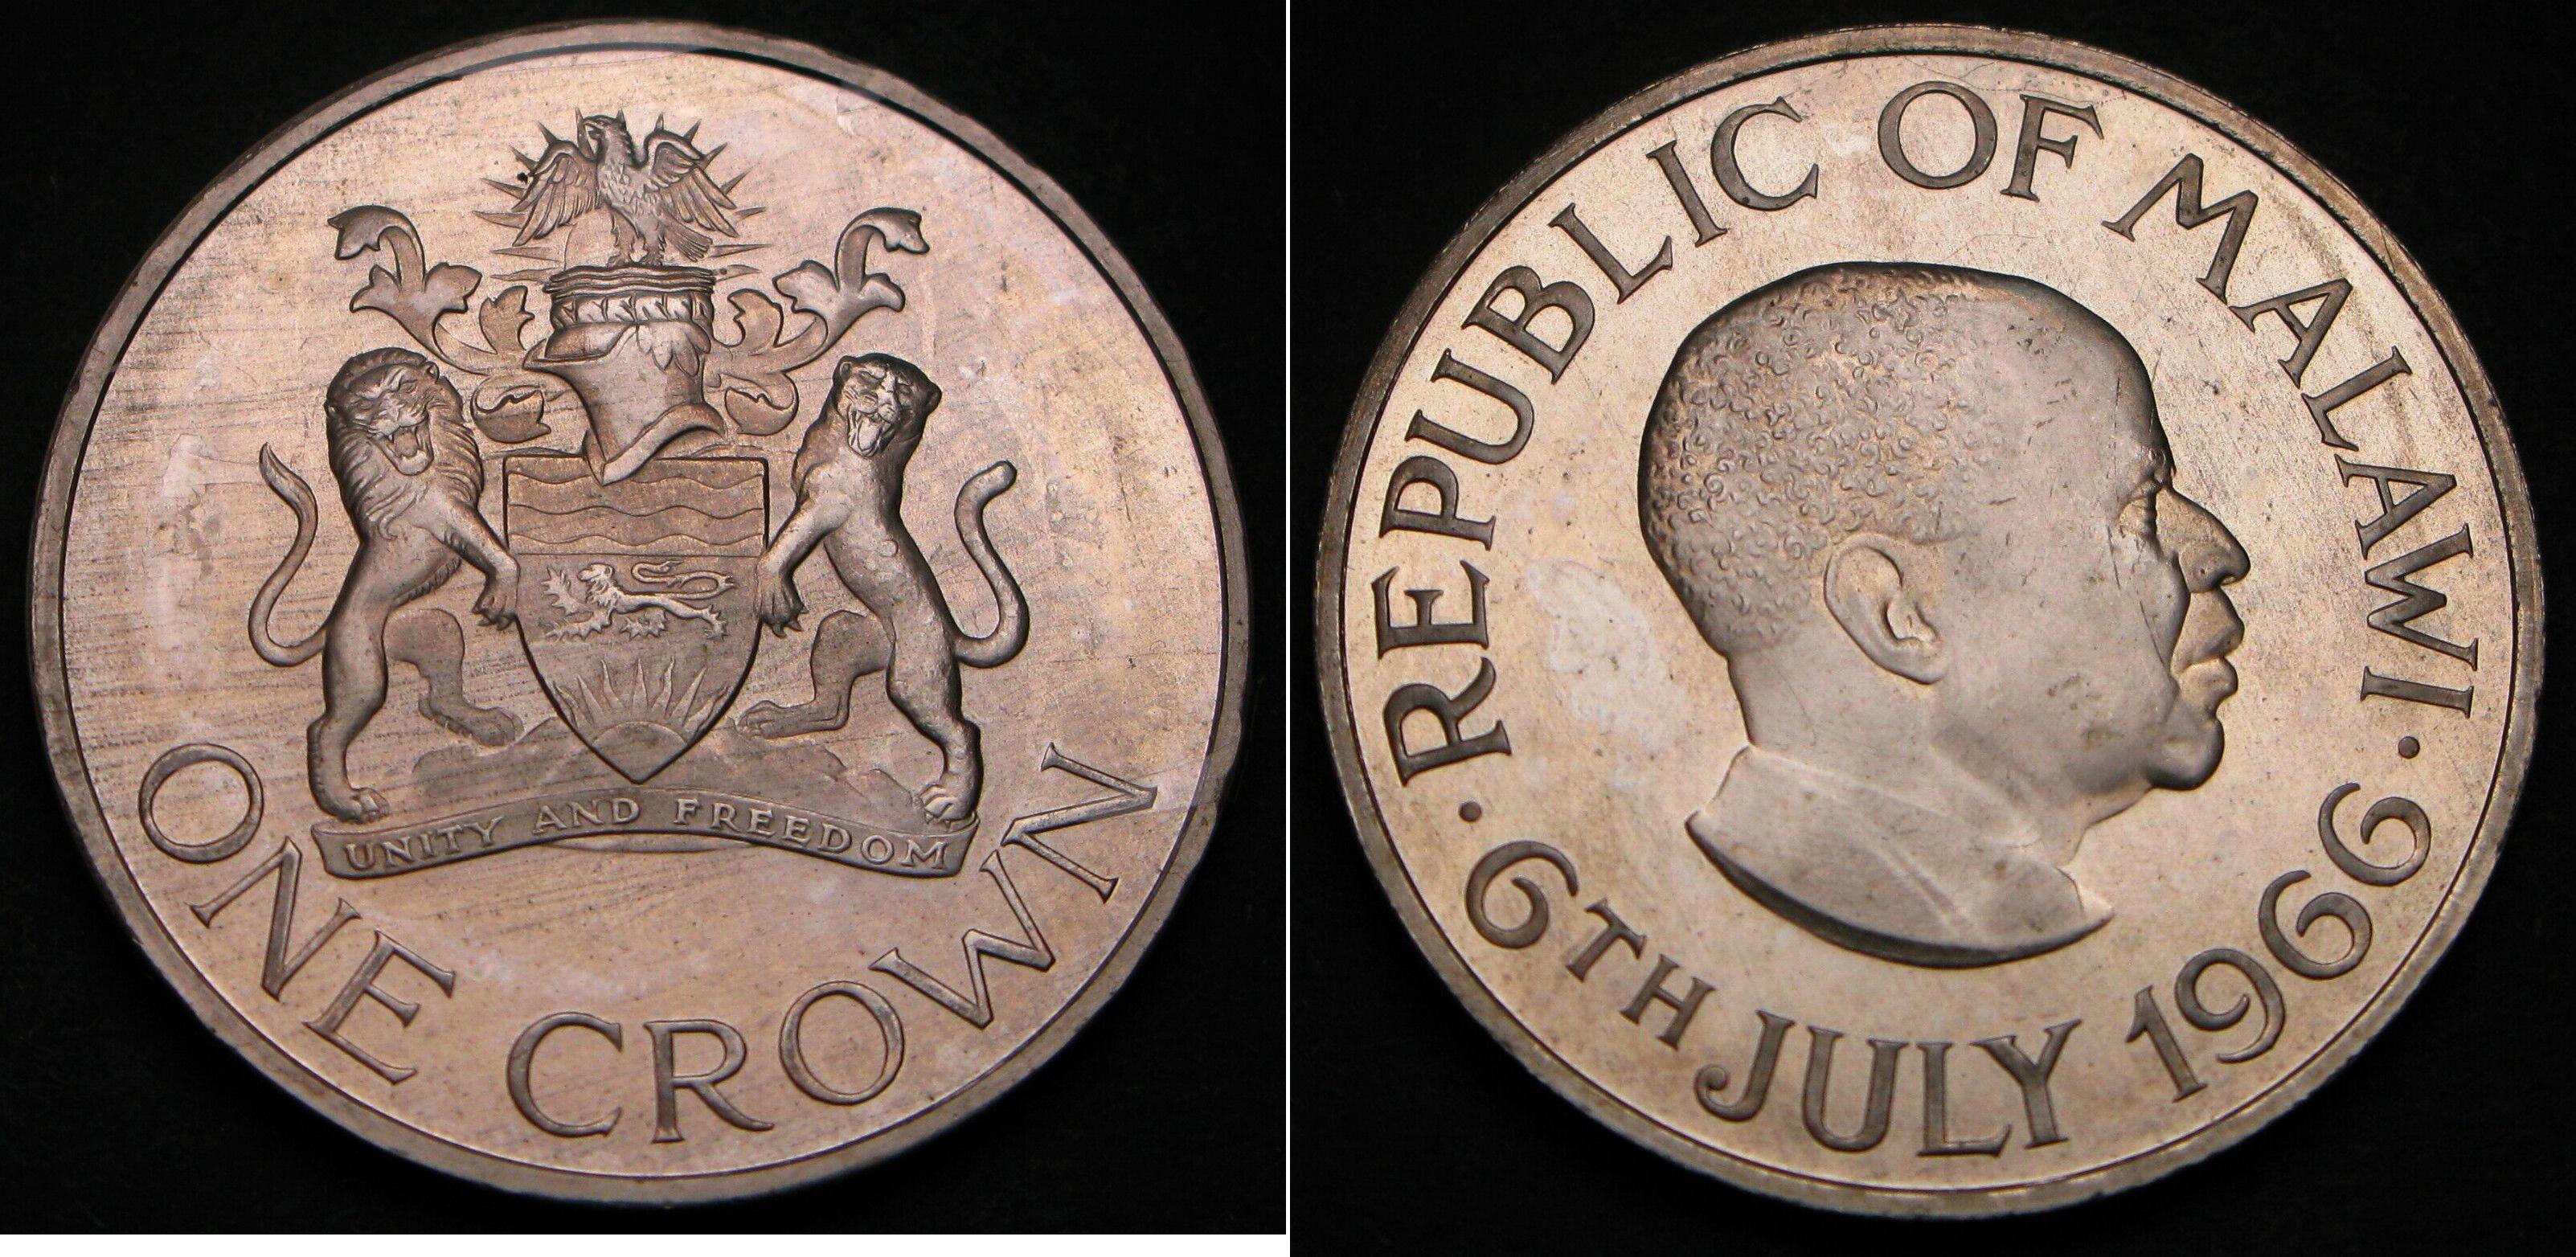 UNITY AND FREEDOM
ONE CROWN
REPUBLIC OF MALAWI
· 6TH JULY 1966 ·